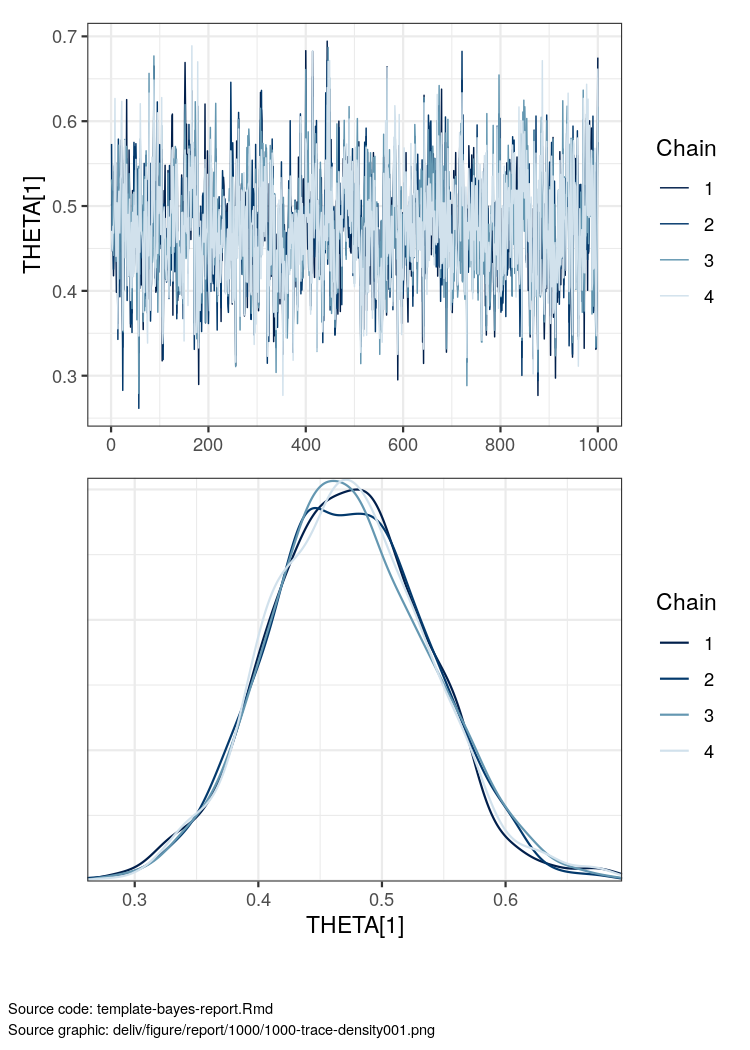 0.7
0.6
0.5
0.4
0.3
THETA[1]
0 200 400 600 800 1000
Chain
1
2
3
4
0.3 0.4 0.5 0.6
THETA[1]
Chain
1
2
3
4
Source code: template-bayes-report.Rmd
Source graphic: deliv/figure/report/1000/1000-trace-density001.png